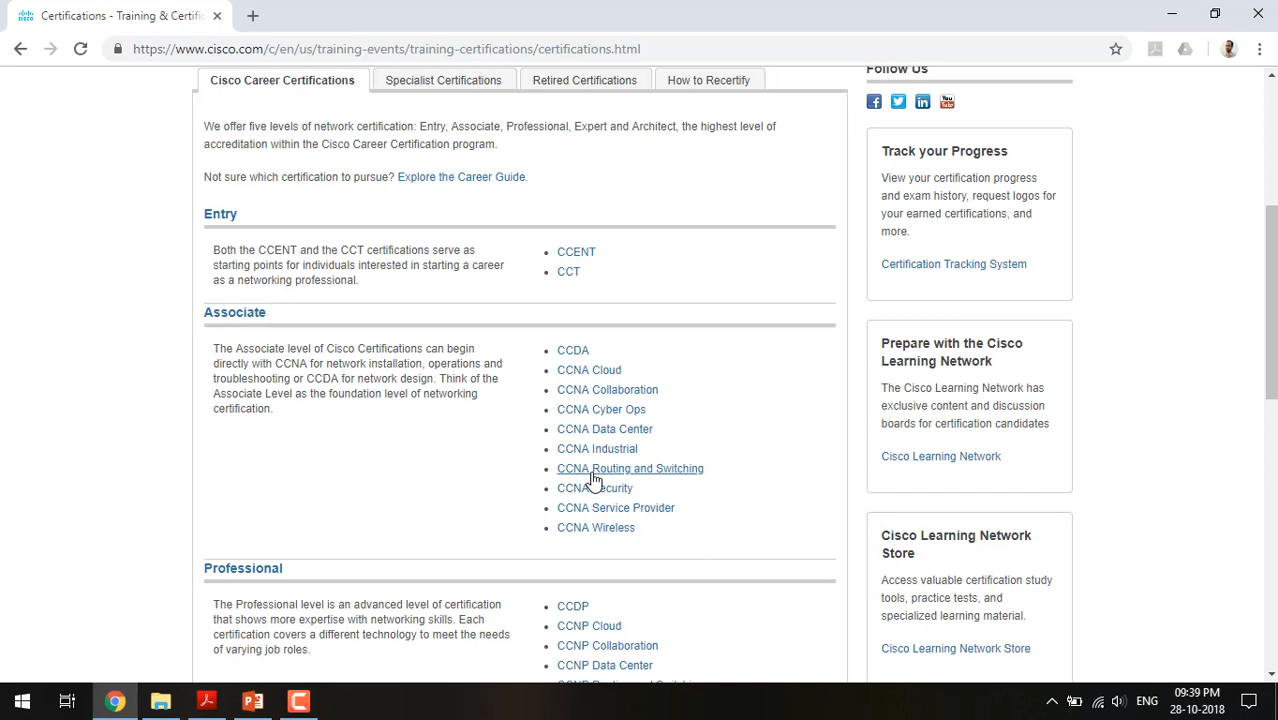 Certifications - Training & Certific
https://www.cisco.com/c/en/us/training-events/training-certifications/certifications.html
Cisco Career Certifications
Specialist Certifications
Retired Certifications
How to Recertify
We offer five levels of network certification: Entry, Associate, Professional, Expert and Architect, the highest level of
accreditation within the Cisco Career Certification program.
Not sure which certification to pursue? Explore the Career Guide.
Entry
Both the CCENT and the CCT certifications serve as
starting points for individuals interested in starting a career
as a networking professional.
CCENT
CCT
Associate
The Associate level of Cisco Certifications can begin
directly with CCNA for network installation, operations and
troubleshooting or CCDA for network design. Think of the
Associate Level as the foundation level of networking
certification.
CCDA
CCNA Cloud
CCNA Collaboration
CCNA Cyber Ops
CCNA Data Center
CCNA Industrial
CCNA Routing and Switching
CCNA Security
CCNA Service Provider
CCNA Wireless
Professional
The Professional level is an advanced level of certification
that shows more expertise with networking skills. Each
certification covers a different technology to meet the needs
of varying job roles.
CCDP
CCNP Cloud
CCNP Collaboration
CCNP Data Center
Follow Us
Track your Progress
View your certification progress
and exam history, request logos for
your earned certifications, and
more.
Certification Tracking System
Prepare with the Cisco
Learning Network
The Cisco Learning Network has
exclusive content and discussion
boards for certification candidates
Cisco Learning Network
Cisco Learning Network
Store
Access valuable certification study
tools, practice tests, and
specialized learning material.
Cisco Learning Network Store
ENG
09:39 PM
28-10-2018